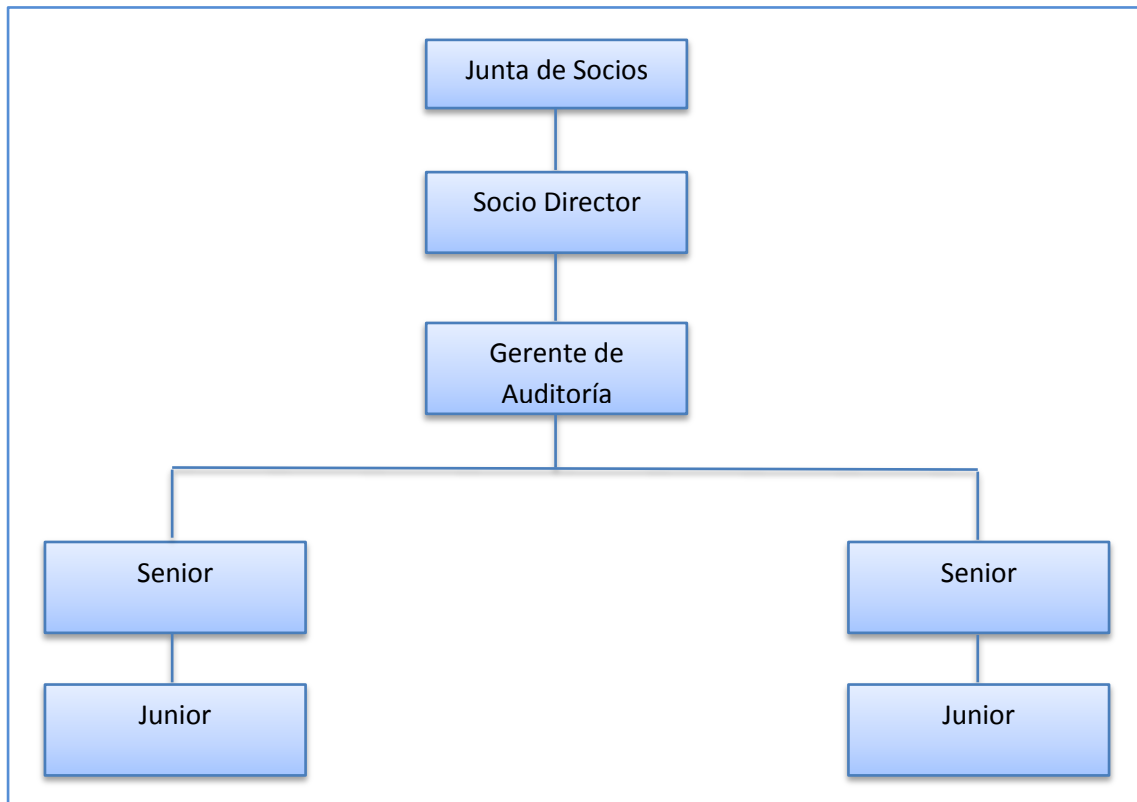 Junta de Socios
Socio Director
Gerente de
Auditoría
Senior
Senior
Junior
Junior